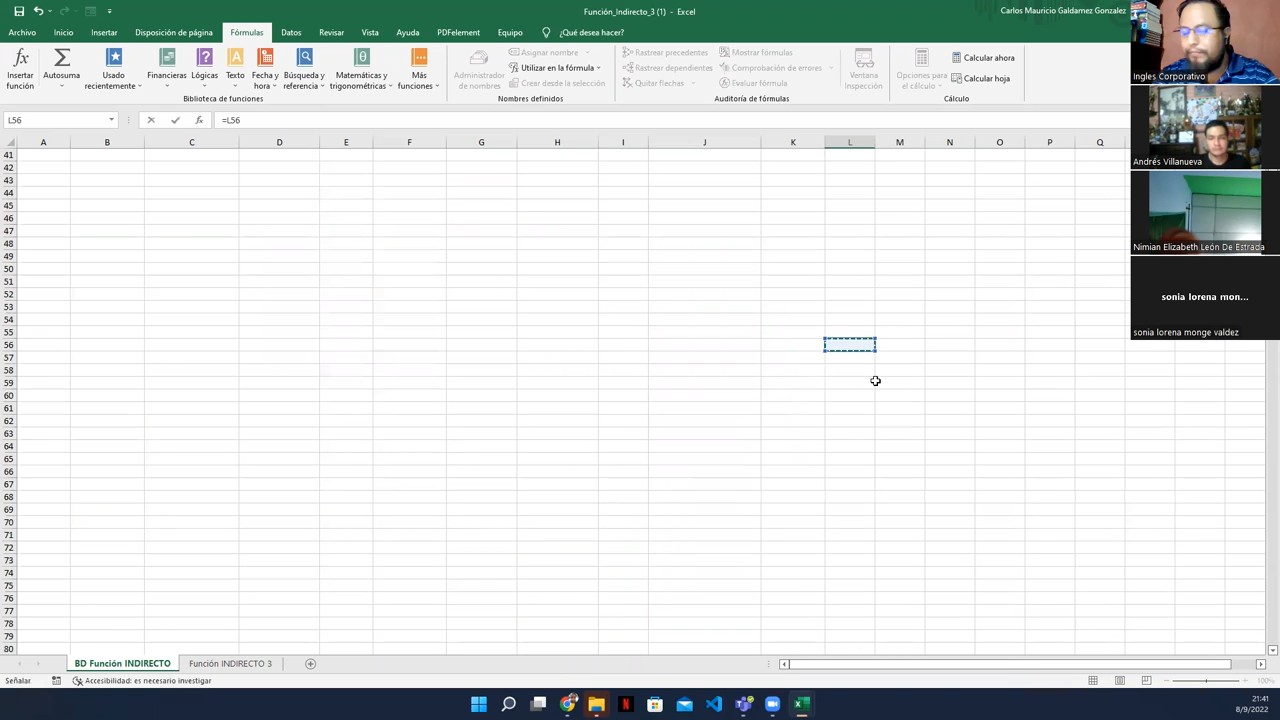 Función_Indirecto_3 (1) - Excel
Carlos Mauricio Galdamez Gonzalez
Archivo Inicio Insertar Disposición de página Fórmulas Datos Revisar Vista Ayuda PDFelement Equipo ¿Qué desea hacer?
Insertar función
Autosuma
Usado recientemente
Financieras
Lógicas
Texto
Fecha y hora
Búsqueda y referencia
Matemáticas y trigonométricas
Más funciones
Biblioteca de funciones
Administrador de nombres
Asignar nombre
Utilizar en la fórmula
Crear desde la selección
Nombres definidos
Rastrear precedentes
Rastrear dependientes
Quitar flechas
Mostrar fórmulas
Comprobación de errores
Evaluar fórmula
Auditoría de fórmulas
Ventana Inspección
Opciones para el cálculo
Calcular ahora
Calcular hoja
Cálculo
L56
fx
=L56
A B C D E F G H I J K L M N O P Q
41
42
43
44
45
46
47
48
49
50
51
52
53
54
55
56
57
58
59
60
61
62
63
64
65
66
67
68
69
70
71
72
73
74
75
76
77
78
79
80
Ingles Corporativo
Andrés Villanueva
Nimian Elizabeth León De Estrada
sonia lorena mon...
sonia lorena monge valdez
BD Función INDIRECTO
Función INDIRECTO 3
Señalar
Accesibilidad: es necesario investigar
100%
21:41
8/9/2022